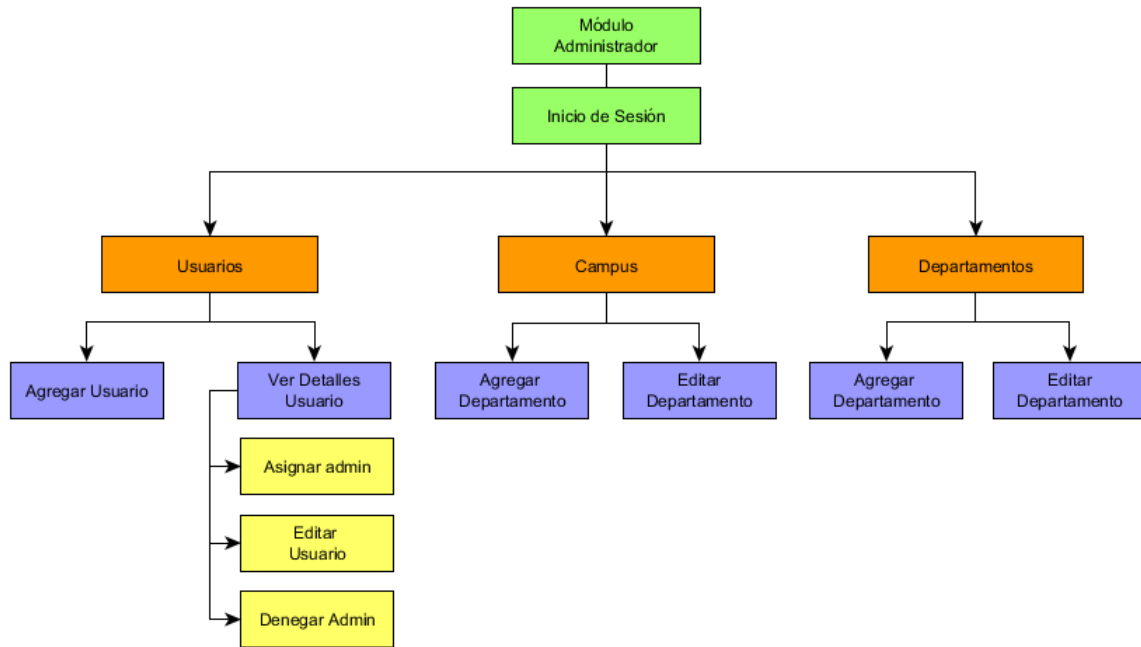 Módulo
Administrador
Inicio de Sesión
Usuarios
Campus
Departamentos
Agregar Usuario
Ver Detalles
Usuario
Agregar
Departamento
Editar
Departamento
Agregar
Departamento
Editar
Departamento
Asignar admin
Editar
Usuario
Denegar Admin